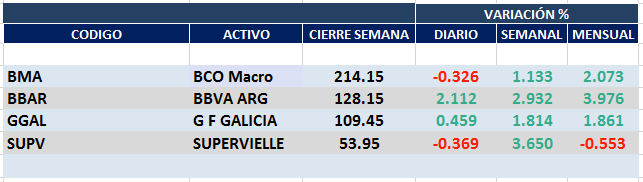 VARIACIÓN %
CODIGO ACTIVO CIERRE SEMANA DIARIO SEMANAL MENSUAL
BMA BCO Macro 214.15 -0.326 1.133 2.073
BBAR BBVA ARG 128.15 2.112 2.932 3.976
GGAL G F GALICIA 109.45 0.459 1.814 1.861
SUPV SUPERVIELLE 53.95 -0.369 3.650 -0.553